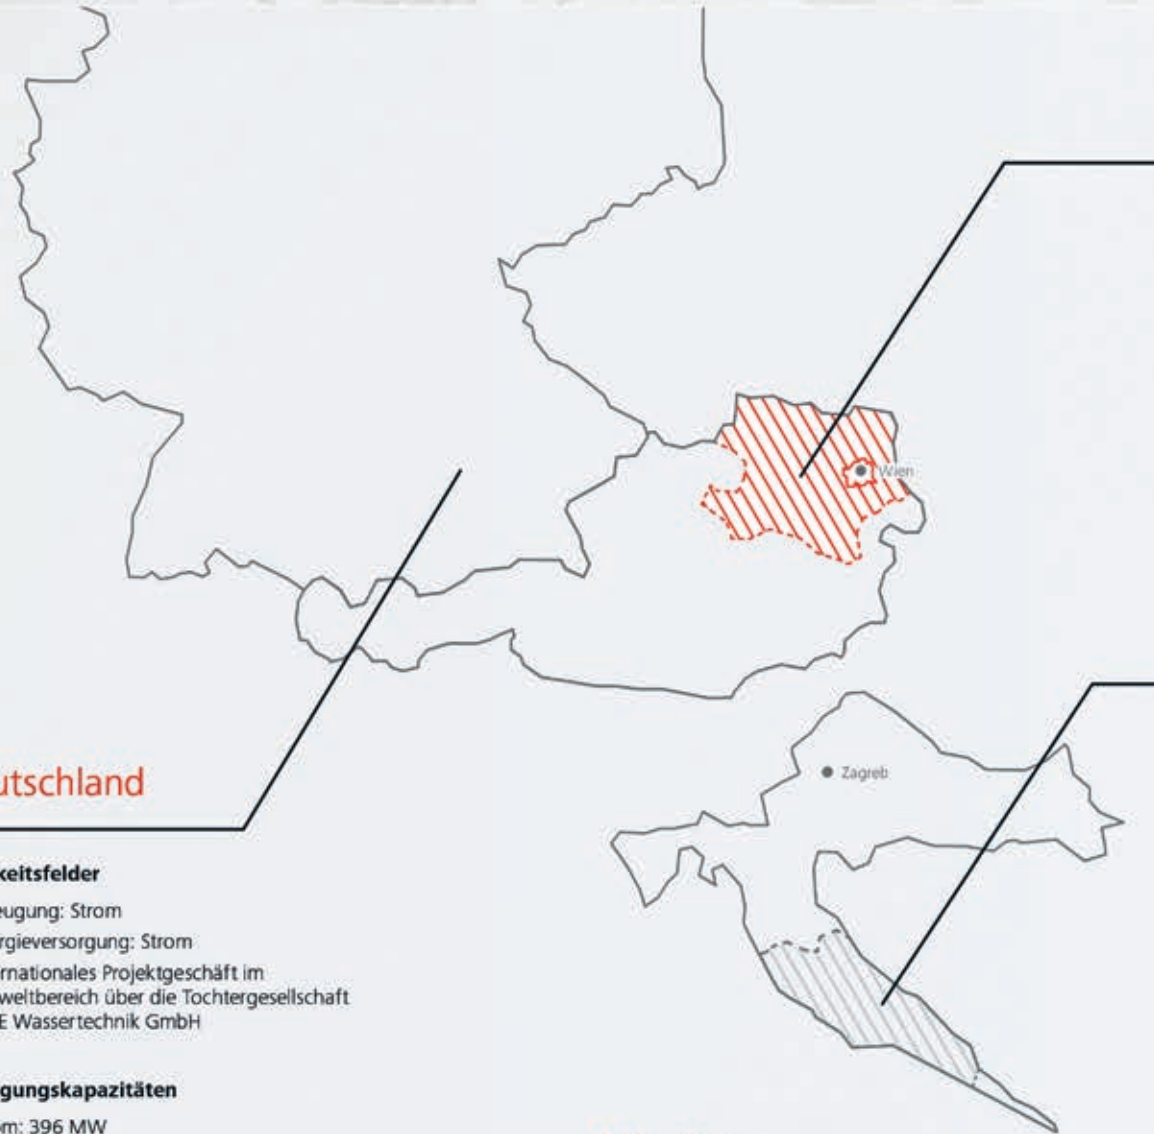 Wien
Zagreb
utschland
keitsfelder
eugung: Strom
rgieversorgung: Strom
rnationales Projektgeschäft im
weltbereich über die Tochtergesellschaft
E Wassertechnik GmbH
gungskapazitäten
om: 396 MW